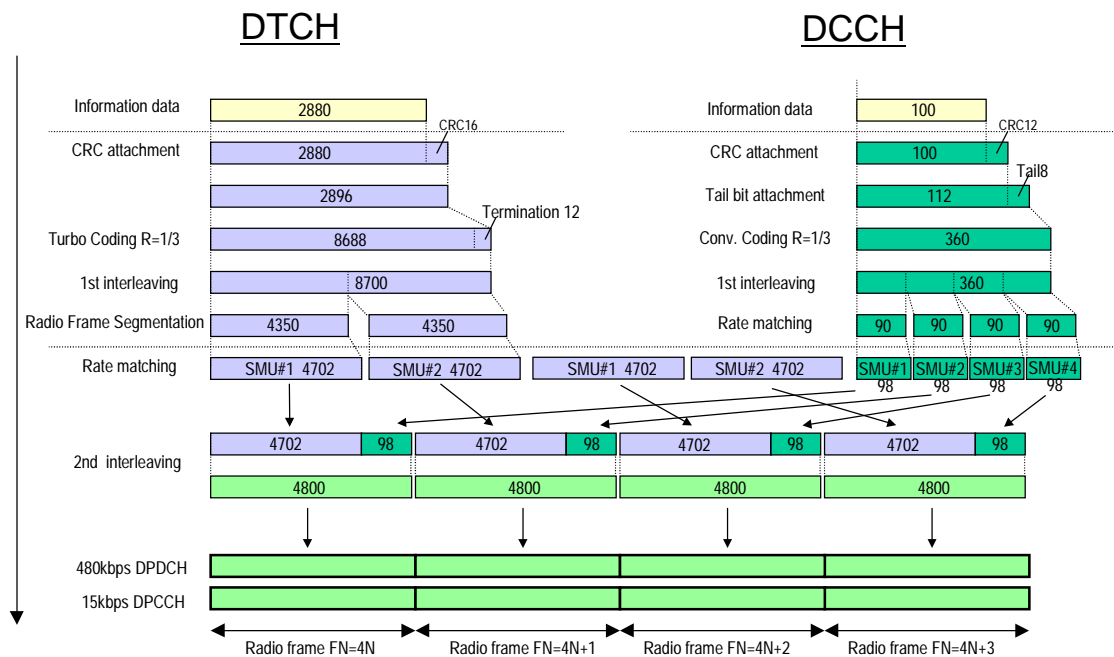 DTCH
DCCH
Information data
2880
Information data
100
CRC16
CRC12
CRC attachment
2880
CRC attachment
100
Tail8
2896
Tail bit attachment
112
Termination 12
Turbo Coding R=1/3
8688
Conv. Coding R=1/3
360
1st interleaving
8700
1st interleaving
360
Radio Frame Segmentation
4350
4350
Rate matching
90
90
90
90
Rate matching
SMU#1 4702
SMU#2 4702
SMU#1 4702
SMU#2 4702
SMU#1
SMU#2
SMU#3
SMU#4
98
98
98
98
2nd interleaving
4702
98
4702
98
4702
98
4702
98
4800
4800
4800
4800
480kbps DPDCH
15kbps DPCCH
Radio frame FN=4N
Radio frame FN=4N+1
Radio frame FN=4N+2
Radio frame FN=4N+3